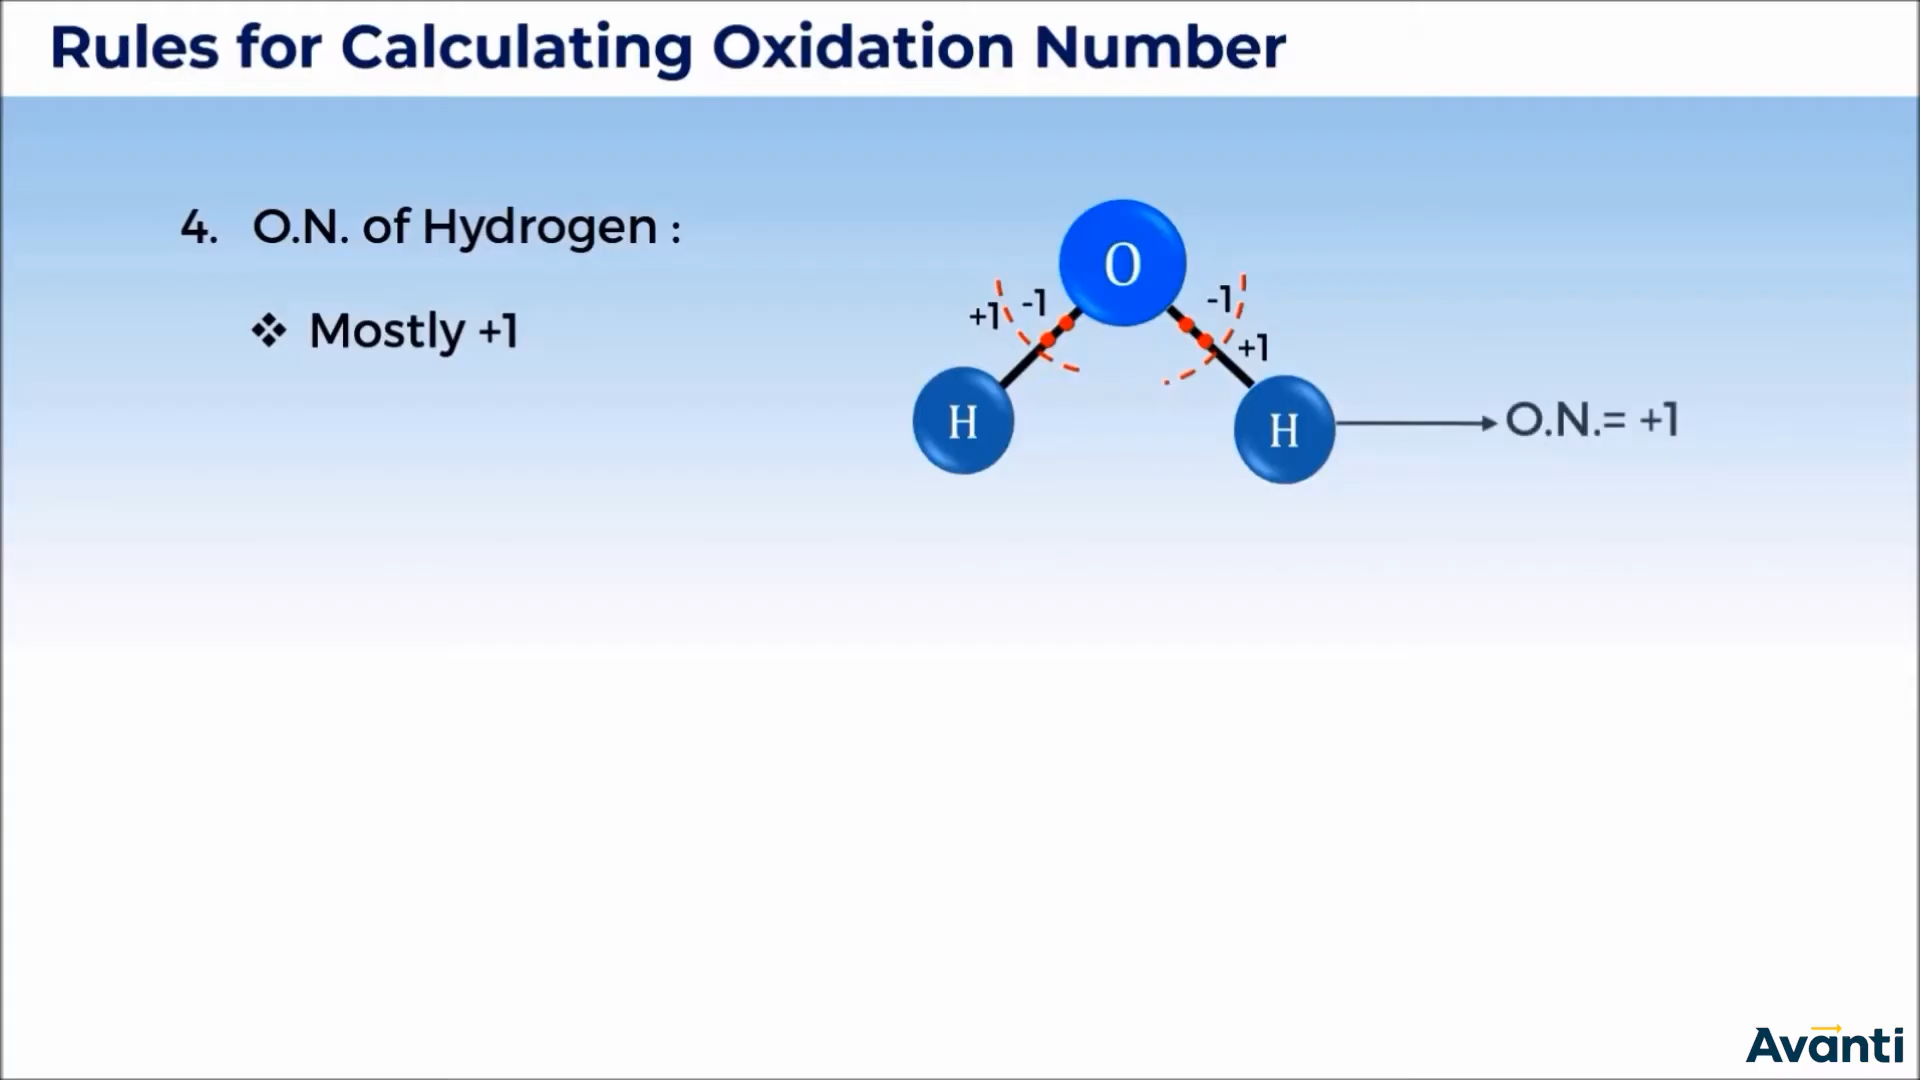 Rules for Calculating Oxidation Number
4. O.N. of Hydrogen :
❖ Mostly +1
O
+1 -1
-1
+1
H
H
O.N.= +1
Avanti